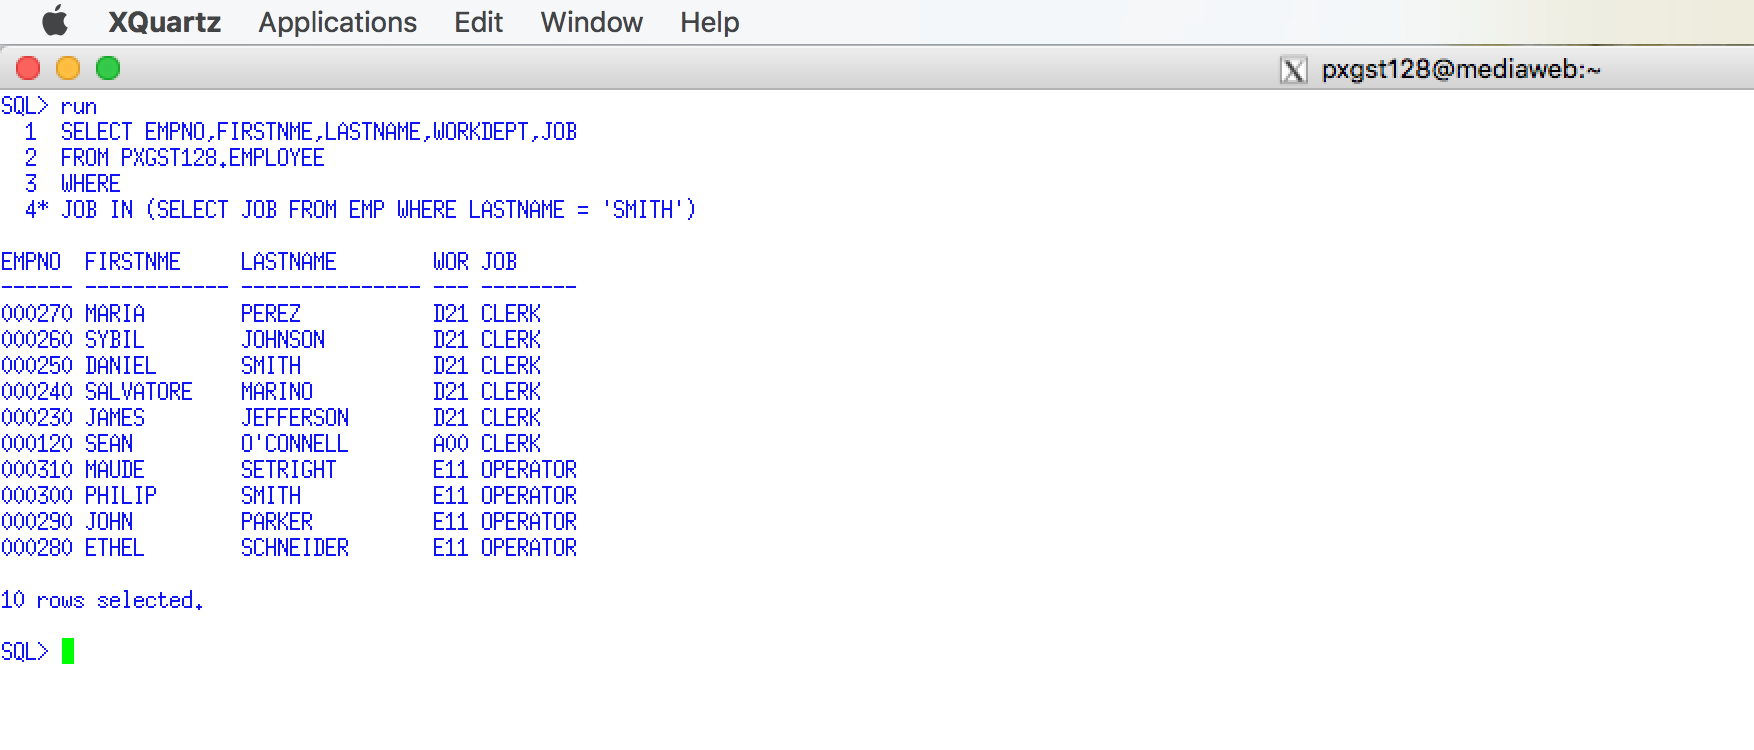 XQuartz Applications Edit Window Help
X pxgst128@mediaweb:~
SQL> run
  1  SELECT EMPNO,FIRSTNME,LASTNAME,WORKDEPT,JOB
  2  FROM PXGST128.EMPLOYEE
  3  WHERE
  4* JOB IN (SELECT JOB FROM EMP WHERE LASTNAME = 'SMITH')
EMPNO  FIRSTNME     LASTNAME        WOR JOB
------ ------------ --------------- --- --------
000270 MARIA        PEREZ           D21 CLERK
000260 SYBIL        JOHNSON         D21 CLERK
000250 DANIEL       SMITH           D21 CLERK
000240 SALVATORE    MARINO          D21 CLERK
000230 JAMES        JEFFERSON       D21 CLERK
000120 SEAN         O'CONNELL       A00 CLERK
000310 MAUDE        SETRIGHT        E11 OPERATOR
000300 PHILIP       SMITH           E11 OPERATOR
000290 JOHN         PARKER          E11 OPERATOR
000280 ETHEL        SCHNEIDER       E11 OPERATOR
10 rows selected.
SQL>